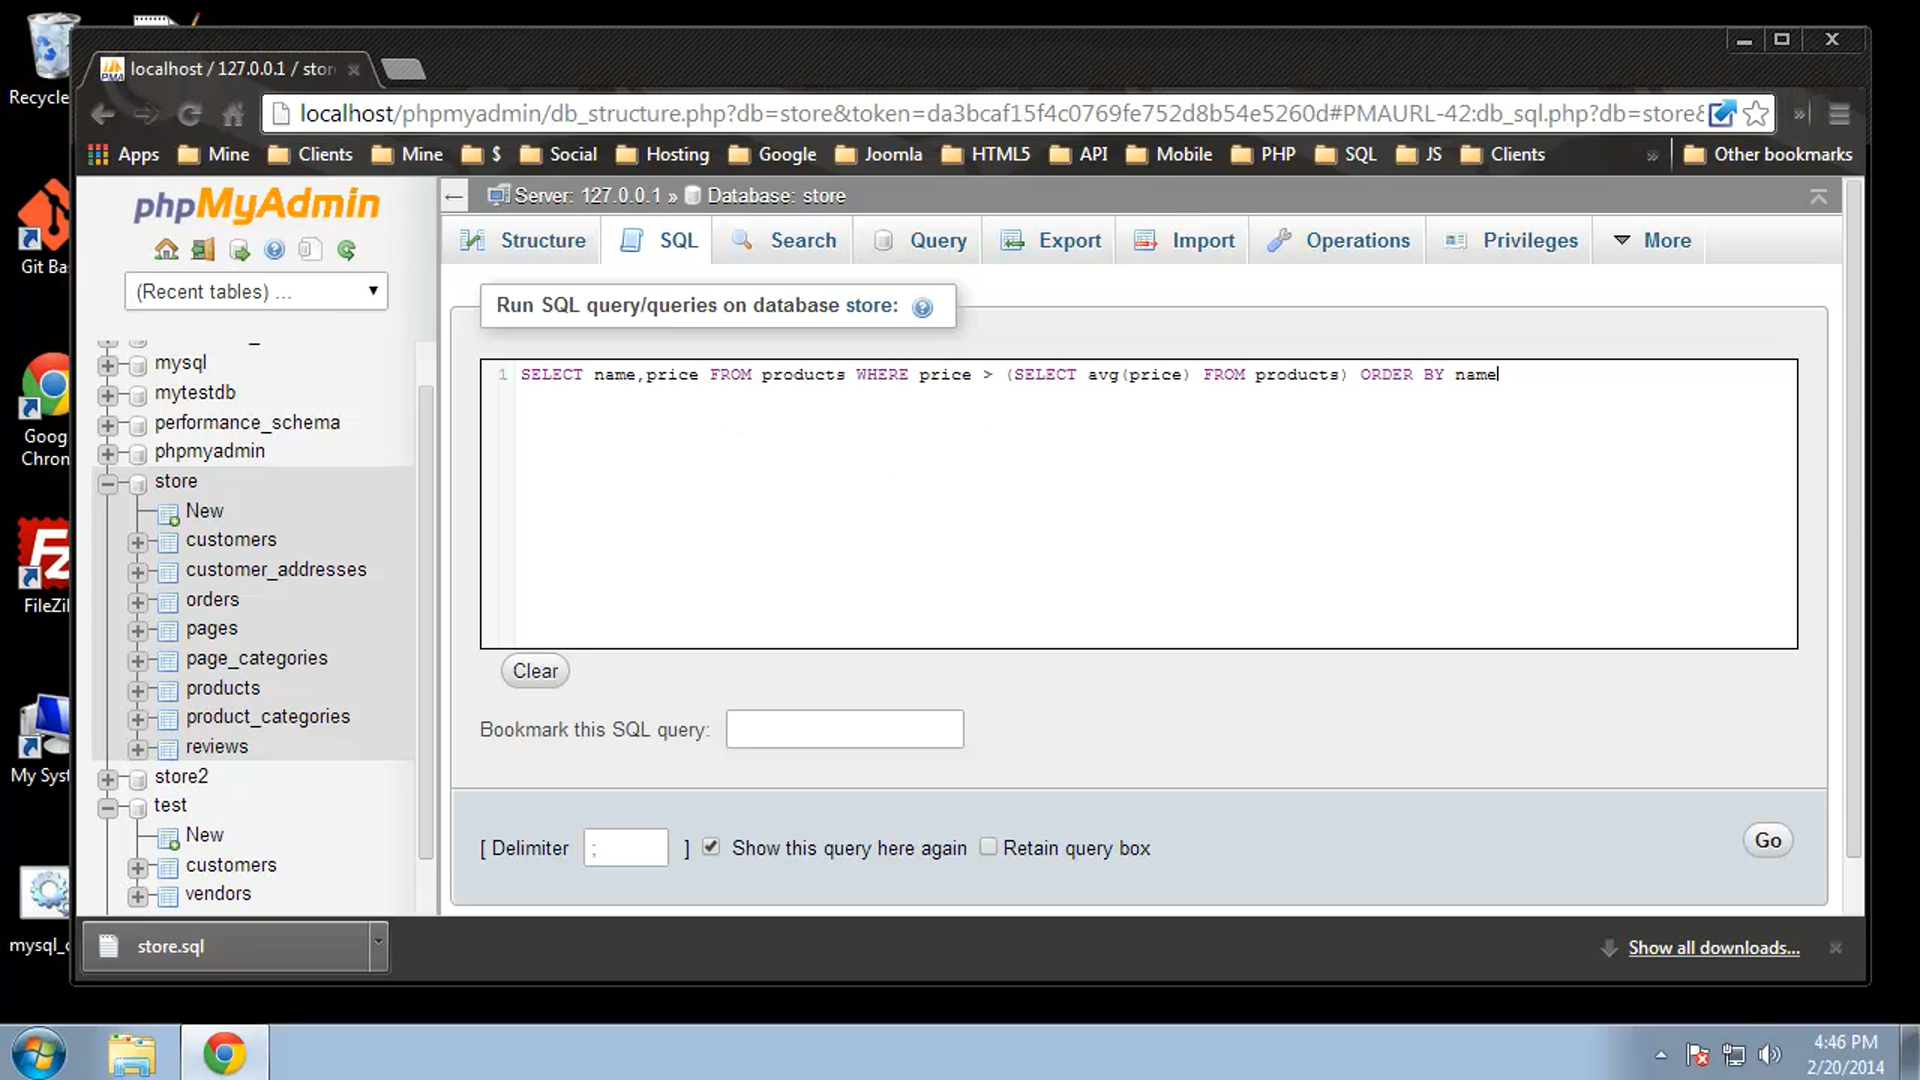 Recycle
localhost / 127.0.0.1 / stor
localhost/phpmyadmin/db_structure.php?db=store&token=da3bcaf15f4c0769fe752d8b54e5260d#PMAURL-42:db_sql.php?db=store&
Apps Mine Clients Mine $ Social Hosting Google Joomla HTML5 API Mobile PHP SQL JS Clients » Other bookmarks
phpMyAdmin
Server: 127.0.0.1 » Database: store
Structure SQL Search Query Export Import Operations Privileges More
Git Ba
(Recent tables) ...
Run SQL query/queries on database store:
mysql
1 SELECT name,price FROM products WHERE price > (SELECT avg(price) FROM products) ORDER BY name
mytestdb
performance_schema
Goog
Chron
phpmyadmin
store
New
customers
customer_addresses
orders
FileZil
pages
page_categories
Clear
products
product_categories
Bookmark this SQL query:
reviews
My Syst
store2
test
New
[ Delimiter ; ] Show this query here again Retain query box
Go
customers
vendors
mysql_c
store.sql
Show all downloads...
4:46 PM
2/20/2014